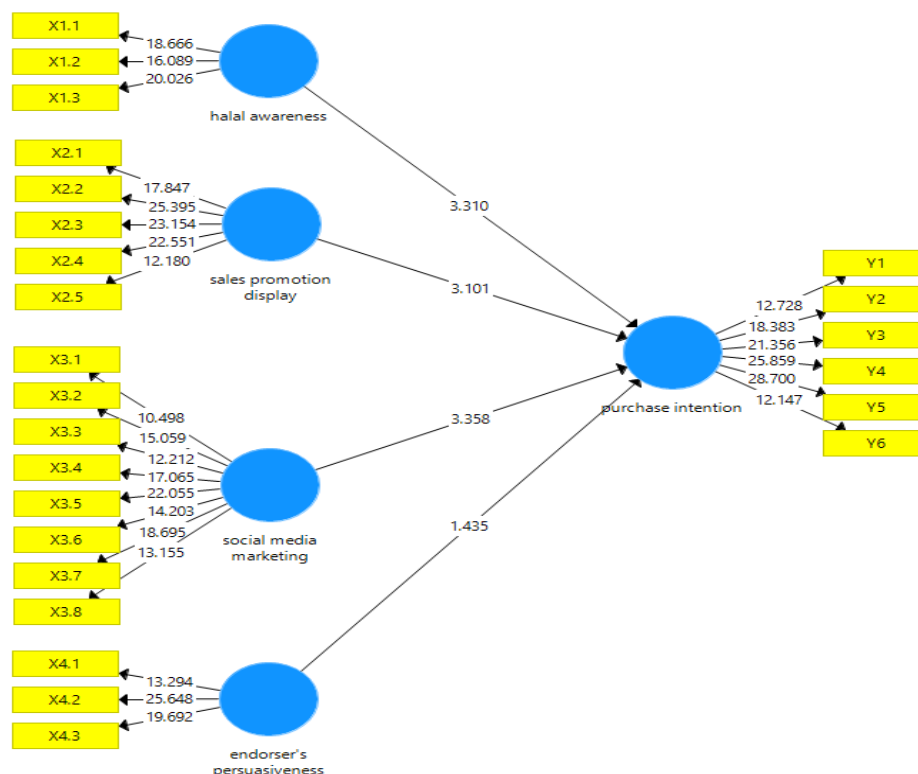 X1.1
18.666
X1.2
16.089
X1.3
20.026
halal awareness
X2.1
17.847
X2.2
25.395
X2.3
23.154
X2.4
22.551
X2.5
12.180
sales promotion
display
X3.1
10.498
X3.2
15.059
X3.3
12.212
X3.4
17.065
X3.5
22.055
X3.6
14.203
X3.7
18.695
X3.8
13.155
social media
marketing
X4.1
13.294
X4.2
25.648
X4.3
19.692
endorser's
persuasiveness
3.310
3.101
3.358
1.435
purchase intention
Y1
12.728
Y2
18.383
Y3
21.356
Y4
25.859
Y5
28.700
Y6
12.147